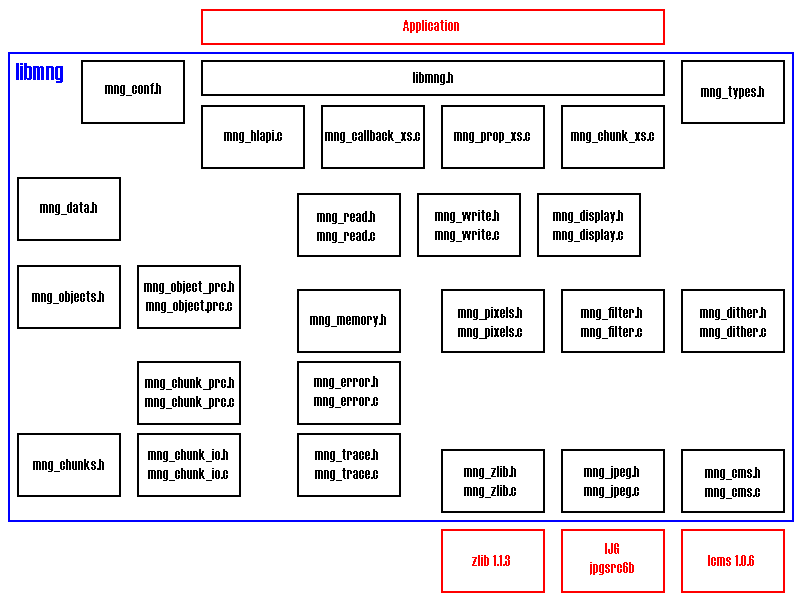 Application
libmng
mng_conf.h
libmng.h
mng_types.h
mng_hlapi.c
mng_callback_xs.c
mng_prop_xs.c
mng_chunk_xs.c
mng_data.h
mng_read.h
mng_read.c
mng_write.h
mng_write.c
mng_display.h
mng_display.c
mng_objects.h
mng_object_prc.h
mng_object.prc.c
mng_memory.h
mng_pixels.h
mng_pixels.c
mng_filter.h
mng_filter.c
mng_dither.h
mng_dither.c
mng_chunk_prc.h
mng_chunk_prc.c
mng_error.h
mng_error.c
mng_chunks.h
mng_chunk_io.h
mng_chunk_io.c
mng_trace.h
mng_trace.c
mng_zlib.h
mng_zlib.c
mng_jpeg.h
mng_jpeg.c
mng_cms.h
mng_cms.c
zlib 1.1.3
IJG
jpgsrc6b
lcms 1.0.6